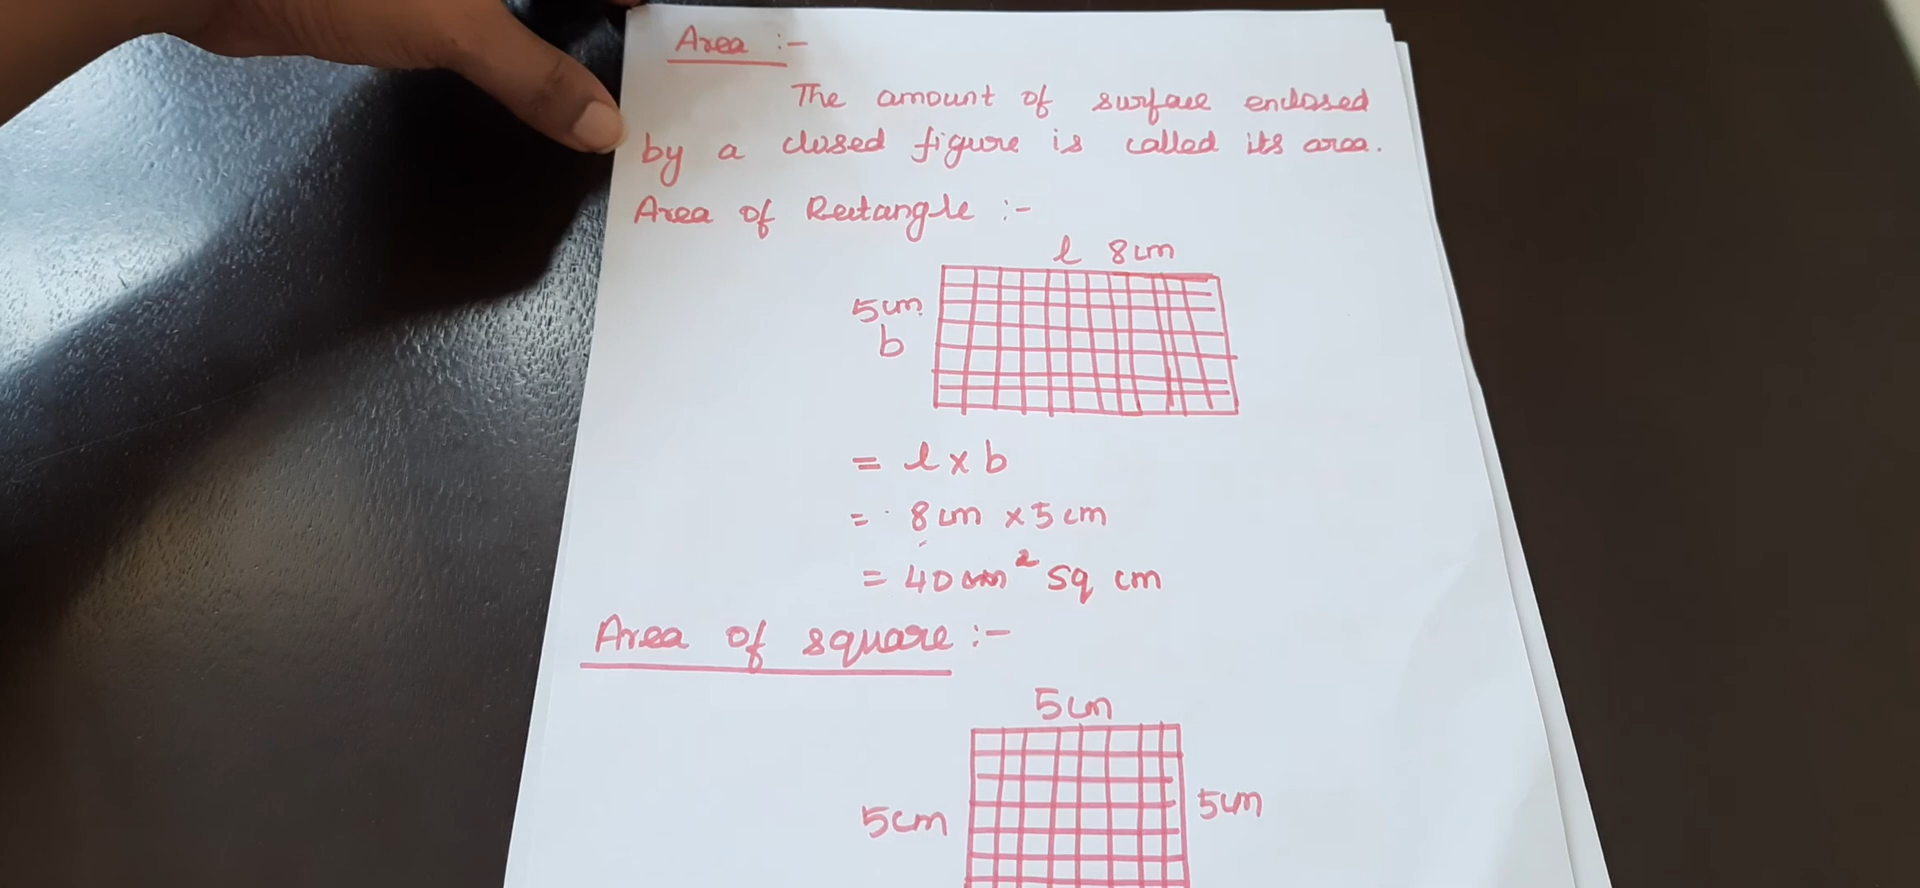 Area :-
The amount of surface enclosed
by a closed figure is called its area.
Area of Rectangle :-
l 8cm
5cm
b
= l x b
= 8cm x 5cm
= 40cm² sq cm
Area of square :-
5cm
5cm 5cm